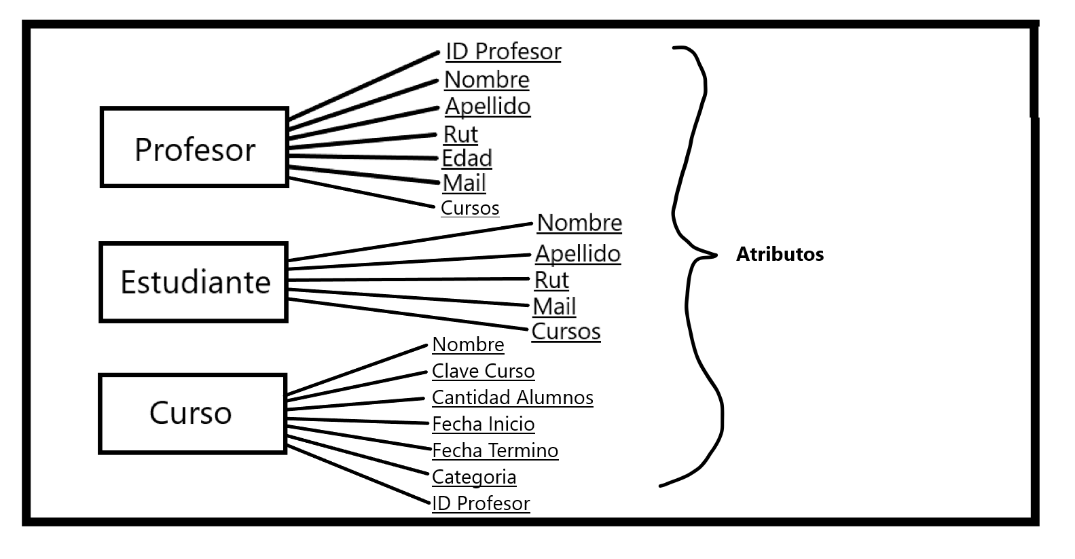 Profesor
ID Profesor
Nombre
Apellido
Rut
Edad
Mail
Cursos
Estudiante
Nombre
Apellido
Rut
Mail
Cursos
Curso
Nombre
Clave Curso
Cantidad Alumnos
Fecha Inicio
Fecha Termino
Categoria
ID Profesor
Atributos